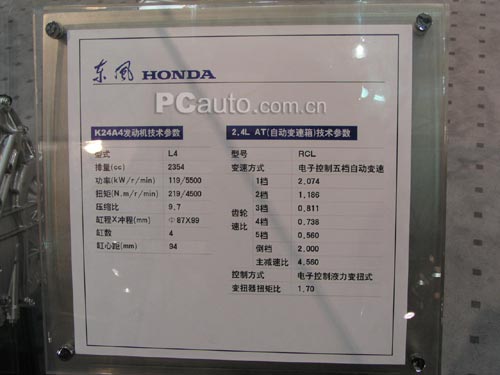 东风 HONDA
PCauto.com.cn
K24A4发动机技术参数
型式 L4
排量(cc) 2354
功率(kW/r/min) 119/5500
扭矩(N.m/r/min) 219/4500
压缩比 9.7
缸程X冲程(mm) Φ87X99
缸数 4
缸心距(mm) 94
2.4L AT(自动变速箱)技术参数
型号 RCL
变速方式 电子控制五档自动变速
齿轮速比
1档 2.074
2档 1.186
3档 0.811
4档 0.738
5档 0.560
倒档 2.000
主减速比 4.560
控制方式 电子控制液力变扭式
变扭器扭矩比 1.70